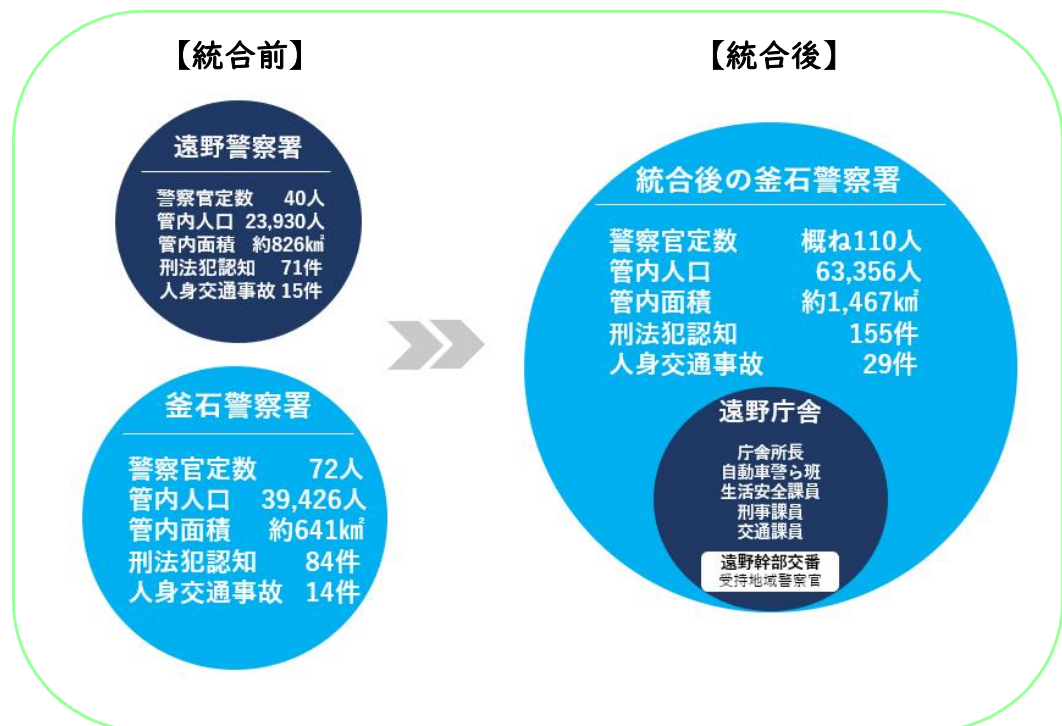 【統合前】
遠野警察署
警察官定数 40人
管内人口 23,930人
管内面積 約826㎢
刑法犯認知 71件
人身交通事故 15件
釜石警察署
警察官定数 72人
管内人口 39,426人
管内面積 約641㎢
刑法犯認知 84件
人身交通事故 14件
【統合後】
統合後の釜石警察署
警察官定数 概ね110人
管内人口 63,356人
管内面積 約1,467㎢
刑法犯認知 155件
人身交通事故 29件
遠野庁舎
庁舎所長
自動車警ら班
生活安全課員
刑事課員
交通課員
遠野幹部交番
受持地域警察官